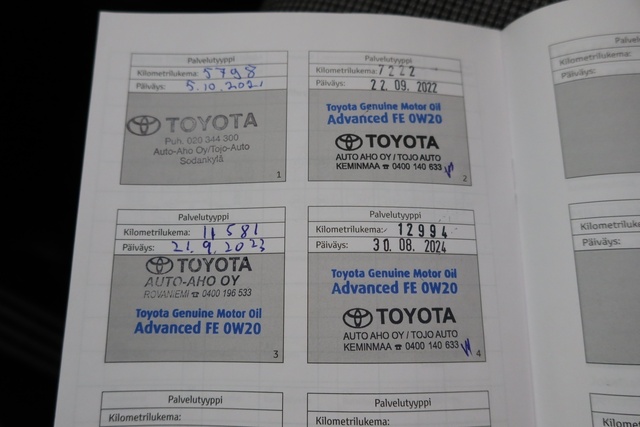 Palvelutyyppi
Kilometrilukema: 5798
Päiväys: 5.10.2021
TOYOTA
Puh. 020 344 300
Auto-Aho Oy/Tojo-Auto
Sodankylä
1
Palvelutyyppi
Kilometrilukema: 7222
Päiväys: 22.09.2022
Toyota Genuine Motor Oil
Advanced FE 0W20
TOYOTA
AUTO AHO OY / TOJO AUTO
KEMINMAA ☎ 0400 140 633
2
Palvelutyyppi
Kilometrilukema: 11 581
Päiväys: 21.9.2023
TOYOTA
AUTO-AHO OY
ROVANIEMI ☎ 0400 196 533
Toyota Genuine Motor Oil
Advanced FE 0W20
3
Palvelutyyppi
Kilometrilukema: 12994
Päiväys: 30.08.2024
Toyota Genuine Motor Oil
Advanced FE 0W20
TOYOTA
AUTO AHO OY / TOJO AUTO
KEMINMAA ☎ 0400 140 633
4
Palvelutyyppi
Kilometrilukema:
Palvelutyyppi
Kilometrilukema:
Kilometrilukema:
Päiväys:
Päiväys: